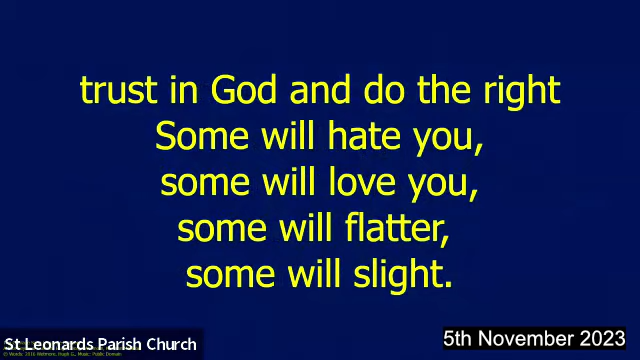 trust in God and do the right
Some will hate you,
some will love you,
some will flatter,
some will slight.
St Leonards Parish Church
5th November 2023